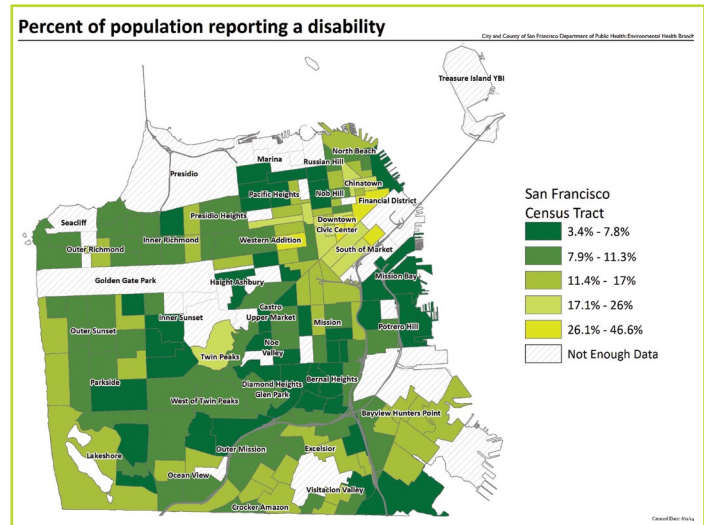 Percent of population reporting a disability
City and County of San Francisco Department of Public Health: Environmental Health Branch
Treasure Island YBI
North Beach
Marina
Russian Hill
Presidio
Chinatown
Pacific Heights
Nob Hill
Financial District
Seacliff
Presidio Heights
Downtown
Civic Center
Outer Richmond
Inner Richmond
Western Addition
South of Market
Golden Gate Park
Haight Ashbury
Mission Bay
Castro
Upper Market
Inner Sunset
Mission
Outer Sunset
Potrero Hill
Noe
Valley
Twin Peaks
Parkside
Diamond Heights
Bernal Heights
Glen Park
West of Twin Peaks
Bayview Hunters Point
Lakeshore
Outer Mission
Excelsior
Ocean View
Visitacion Valley
Crocker Amazon
San Francisco
Census Tract
3.4% - 7.8%
7.9% - 11.3%
11.4% - 17%
17.1% - 26%
26.1% - 46.6%
Not Enough Data
Created Date: